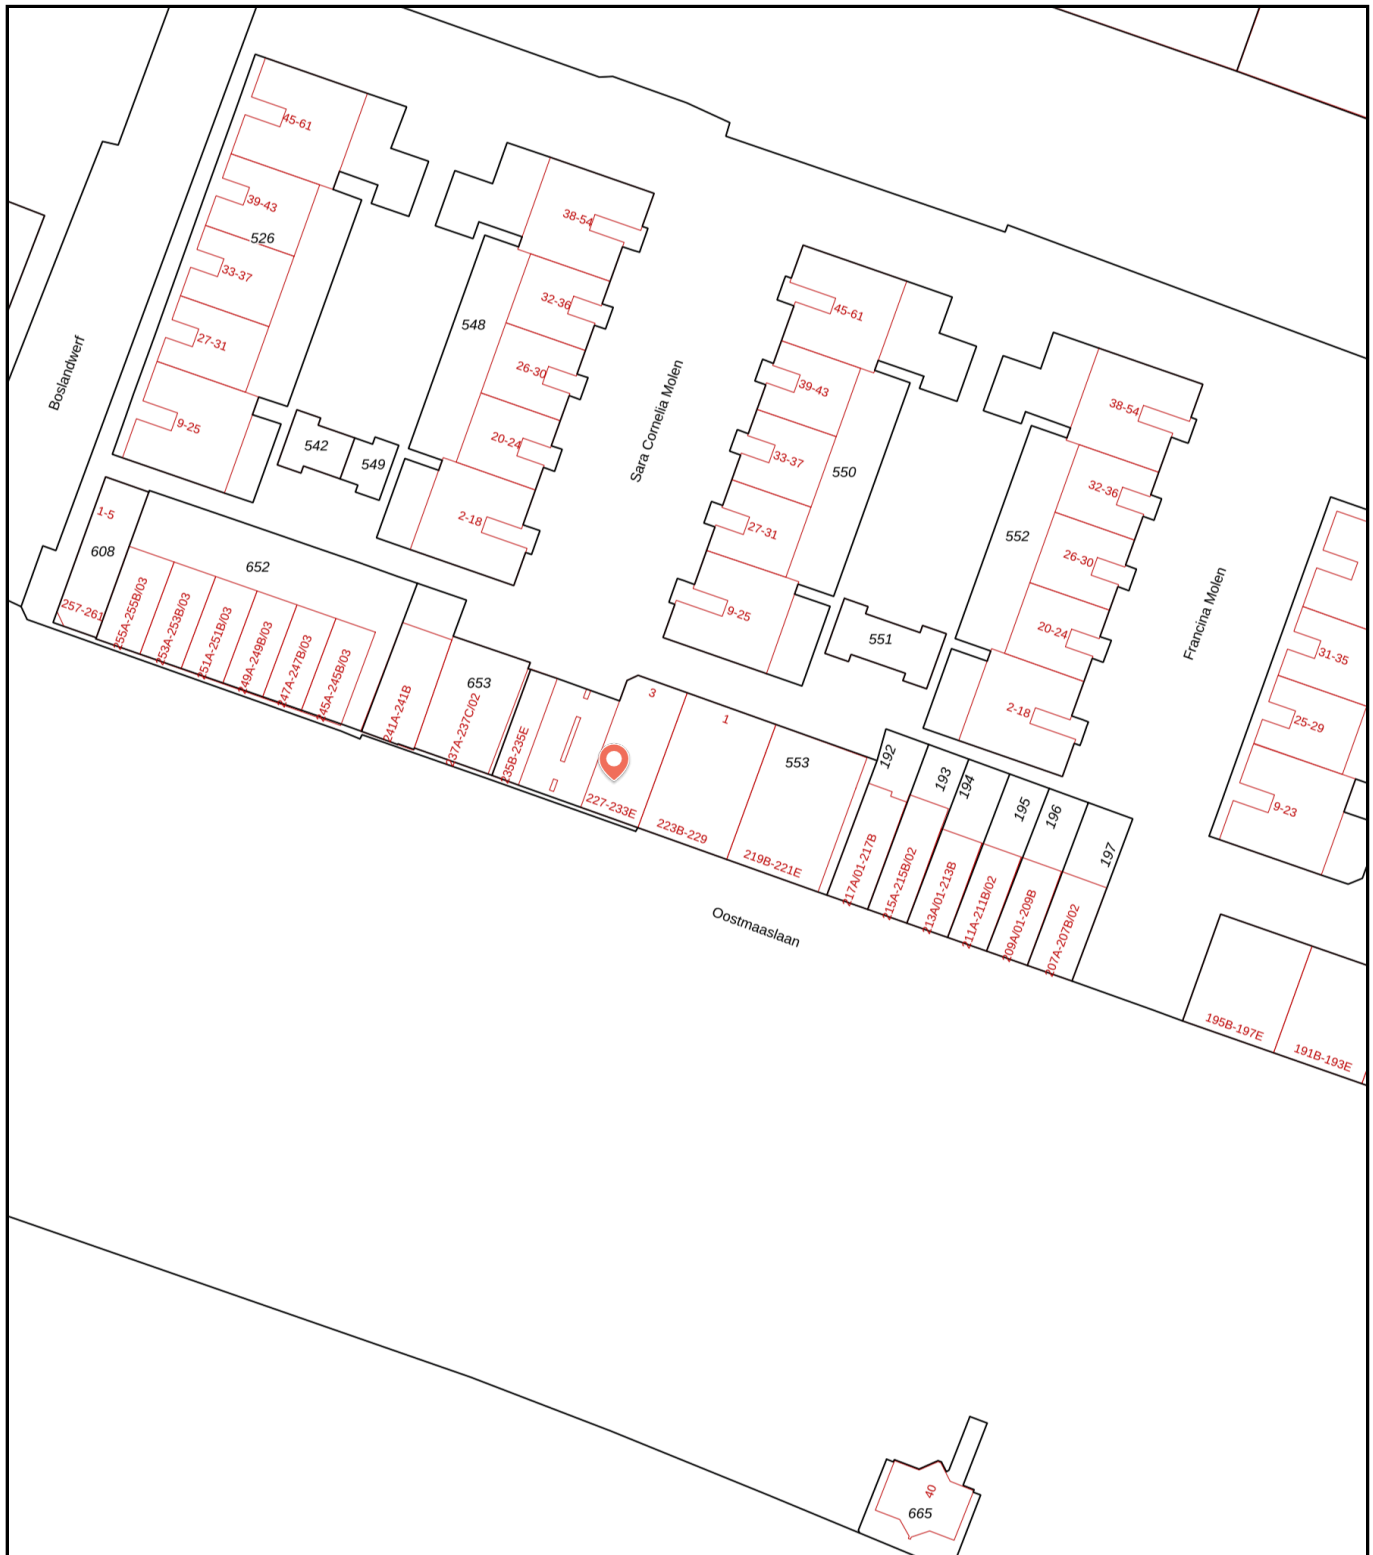 45-61
39-43
526
33-37
27-31
9-25
Boslandwerf
38-54
32-36
548
26-30
20-24
2-18
542
549
Sara Cornelia Molen
45-61
39-43
33-37
550
27-31
9-25
551
38-54
32-36
552
26-30
20-24
2-18
Francina Molen
31-35
25-29
9-23
1-5
608
652
257-261
255A-255B/03
253A-253B/03
251A-251B/03
249A-249B/03
247A-247B/03
245A-245B/03
241A-241B
653
237A-237C/02
235B-235E
3
227-233E
1
223B-229
553
219B-221E
192
193
194
195
196
197
217A/01-217B
215A-215B/02
213A/01-213B
211A-211B/02
209A/01-209B
207A-207B/02
Oostmaaslaan
195B-197E
191B-193E
40
665